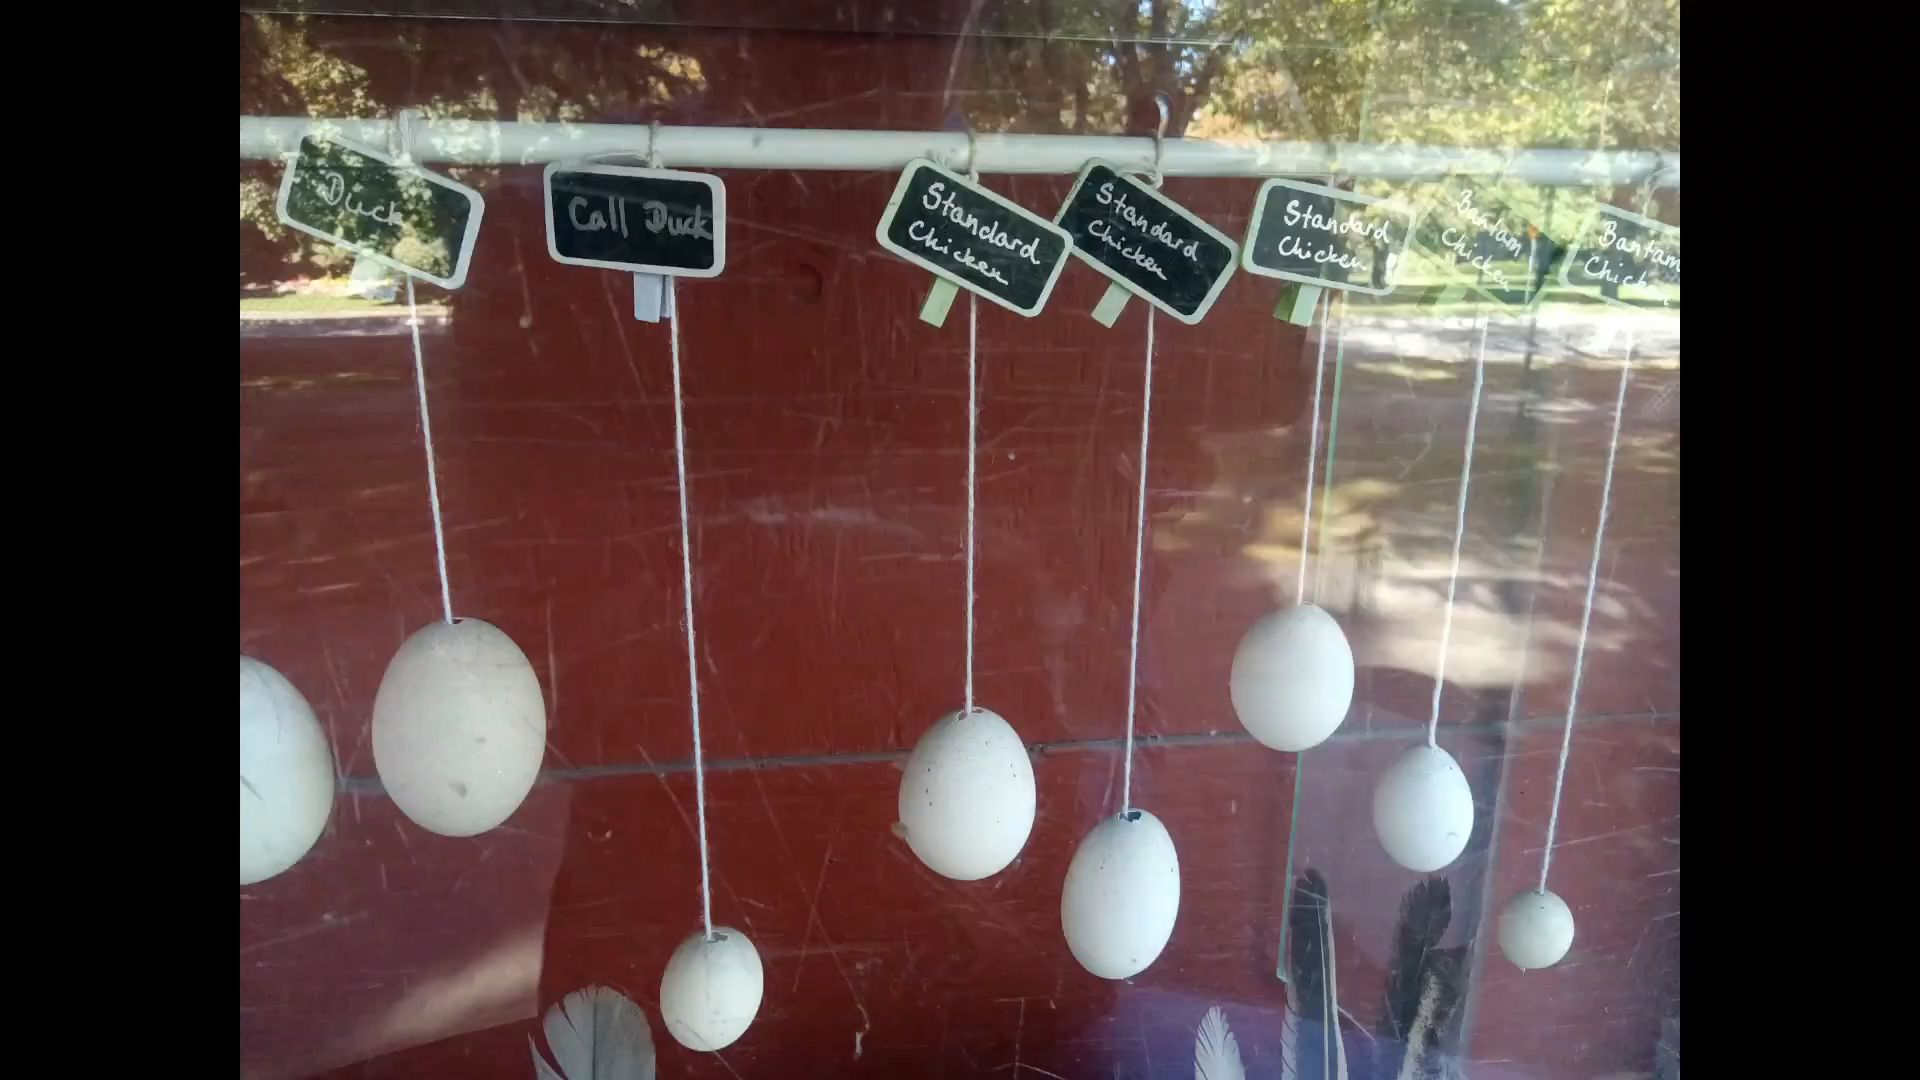 Duck
Call Duck
Standard
Chicken
Standard
Chicken
Standard
Chicken
Bantam
Chicken
Bantam
Chicken